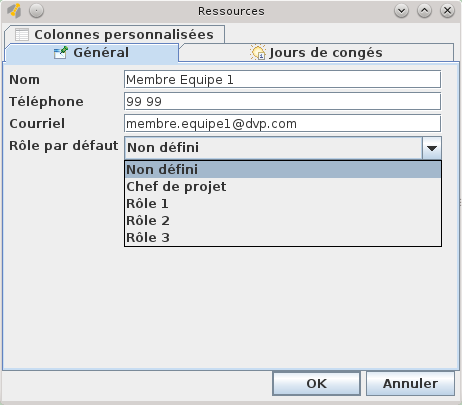 Ressources
Colonnes personnalisées
Général
Jours de congés
Nom
Membre Equipe 1
Téléphone
99 99
Courriel
membre.equipe1@dvp.com
Rôle par défaut
Non défini
Non défini
Chef de projet
Rôle 1
Rôle 2
Rôle 3
OK
Annuler